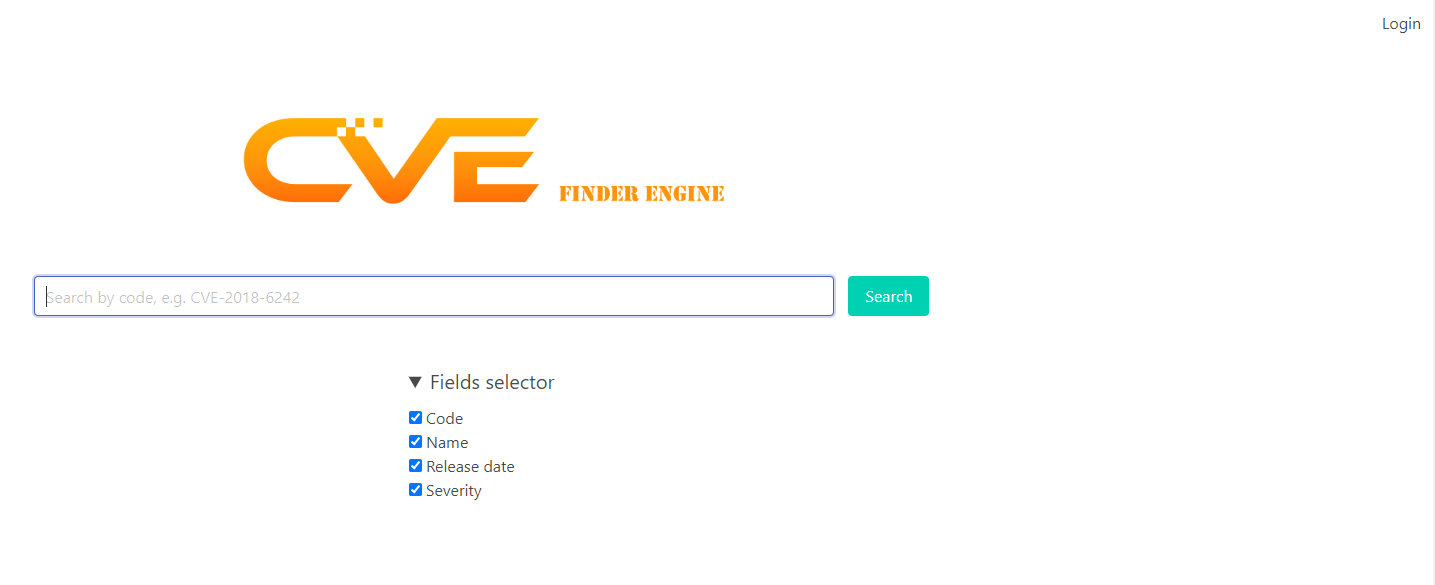 Login
CVE FINDER ENGINE
Search by code, e.g. CVE-2018-6242
Search
Fields selector
Code
Name
Release date
Severity